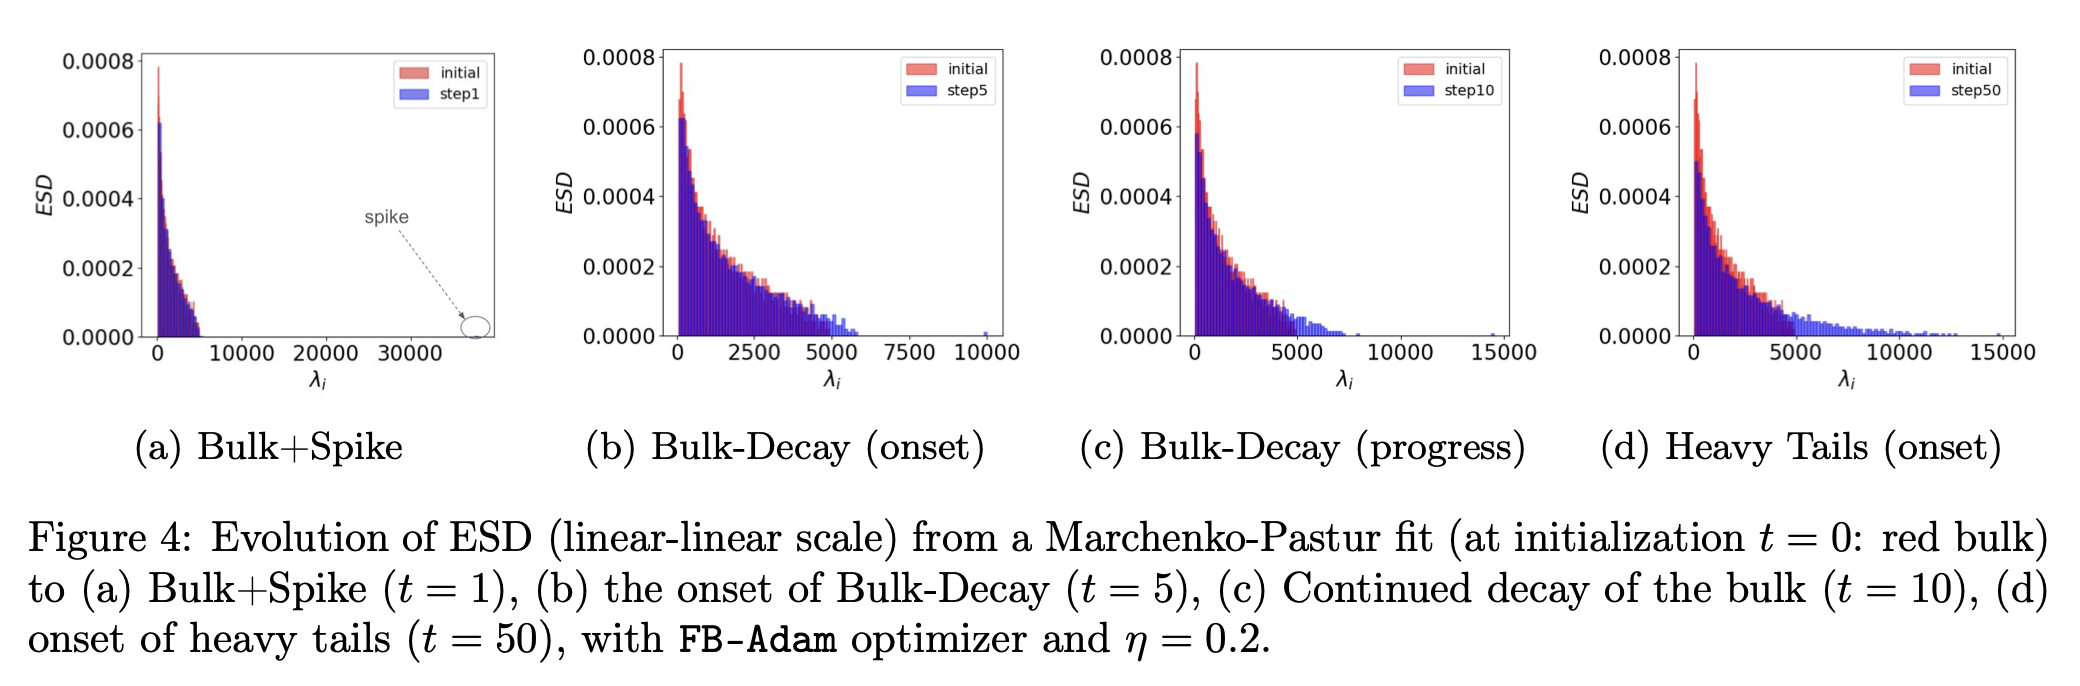 0.0008
0.0006
0.0004
0.0002
0.0000
ESD
initial
step1
spike
0 10000 20000 30000
λi
(a) Bulk+Spike
0.0008
0.0006
0.0004
0.0002
0.0000
ESD
initial
step5
0 2500 5000 7500 10000
λi
(b) Bulk-Decay (onset)
0.0008
0.0006
0.0004
0.0002
0.0000
ESD
initial
step10
0 5000 10000 15000
λi
(c) Bulk-Decay (progress)
0.0008
0.0006
0.0004
0.0002
0.0000
ESD
initial
step50
0 5000 10000 15000
λi
(d) Heavy Tails (onset)
Figure 4: Evolution of ESD (linear-linear scale) from a Marchenko-Pastur fit (at initialization t = 0: red bulk)
to (a) Bulk+Spike (t = 1), (b) the onset of Bulk-Decay (t = 5), (c) Continued decay of the bulk (t = 10), (d)
onset of heavy tails (t = 50), with FB-Adam optimizer and η = 0.2.